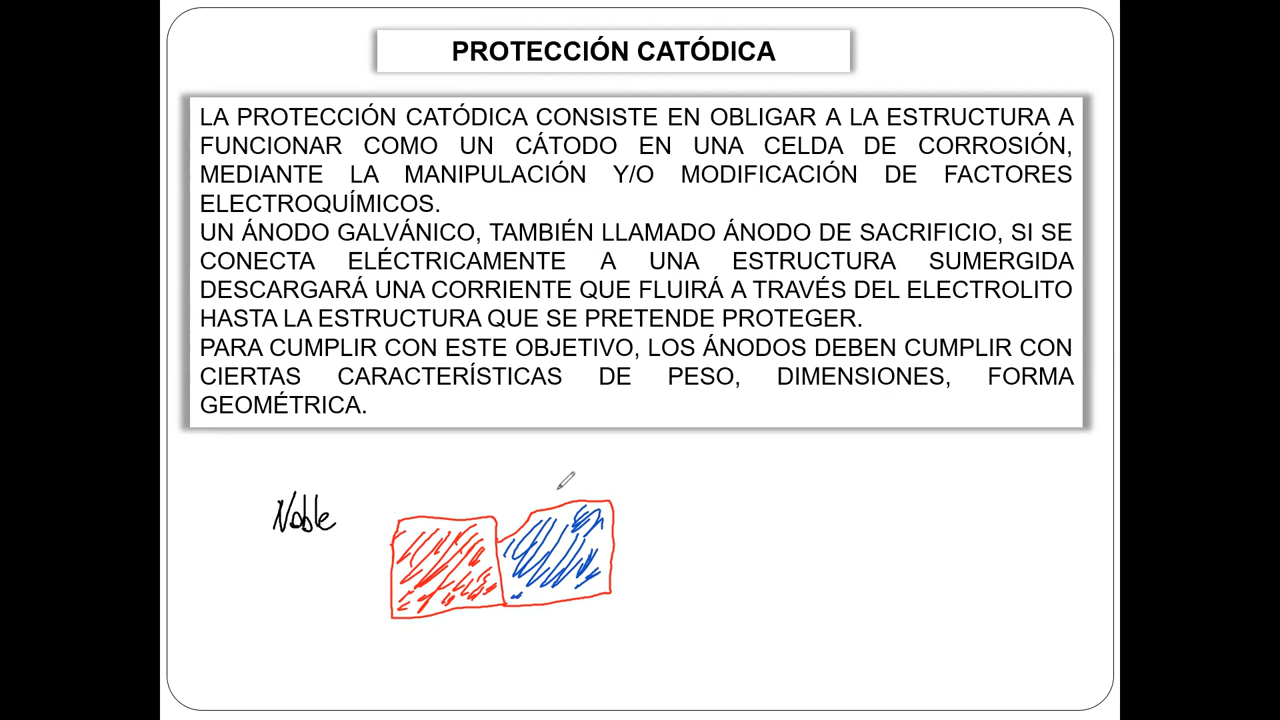 PROTECCIÓN CATÓDICA
LA PROTECCIÓN CATÓDICA CONSISTE EN OBLIGAR A LA ESTRUCTURA A
FUNCIONAR COMO UN CÁTODO EN UNA CELDA DE CORROSIÓN,
MEDIANTE LA MANIPULACIÓN Y/O MODIFICACIÓN DE FACTORES
ELECTROQUÍMICOS.
UN ÁNODO GALVÁNICO, TAMBIÉN LLAMADO ÁNODO DE SACRIFICIO, SI SE
CONECTA ELÉCTRICAMENTE A UNA ESTRUCTURA SUMERGIDA
DESCARGARÁ UNA CORRIENTE QUE FLUIRÁ A TRAVÉS DEL ELECTROLITO
HASTA LA ESTRUCTURA QUE SE PRETENDE PROTEGER.
PARA CUMPLIR CON ESTE OBJETIVO, LOS ÁNODOS DEBEN CUMPLIR CON
CIERTAS CARACTERÍSTICAS DE PESO, DIMENSIONES, FORMA
GEOMÉTRICA.
Noble